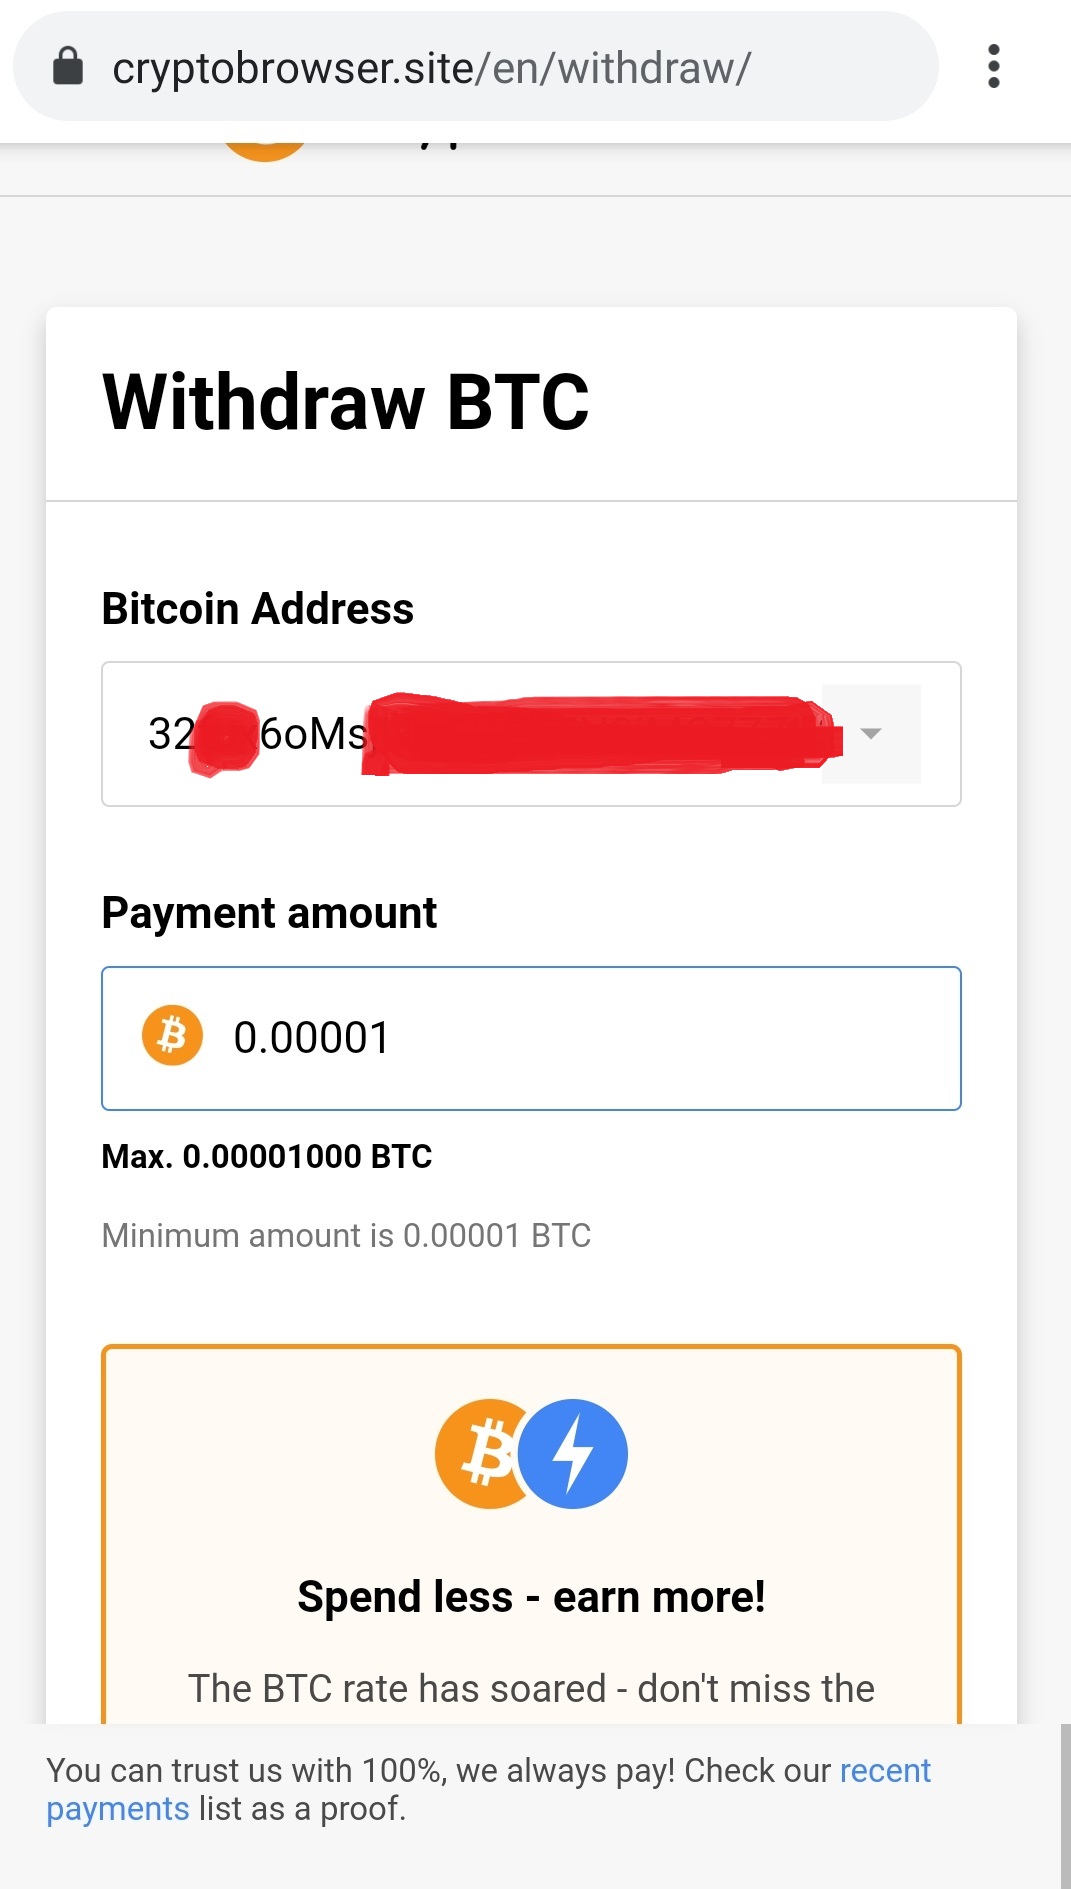 cryptobrowser.site/en/withdraw/
Withdraw BTC
Bitcoin Address
32 6oMs
Payment amount
0.00001
Max. 0.00001000 BTC
Minimum amount is 0.00001 BTC
Spend less - earn more!
The BTC rate has soared - don't miss the
You can trust us with 100%, we always pay! Check our recent
payments list as a proof.